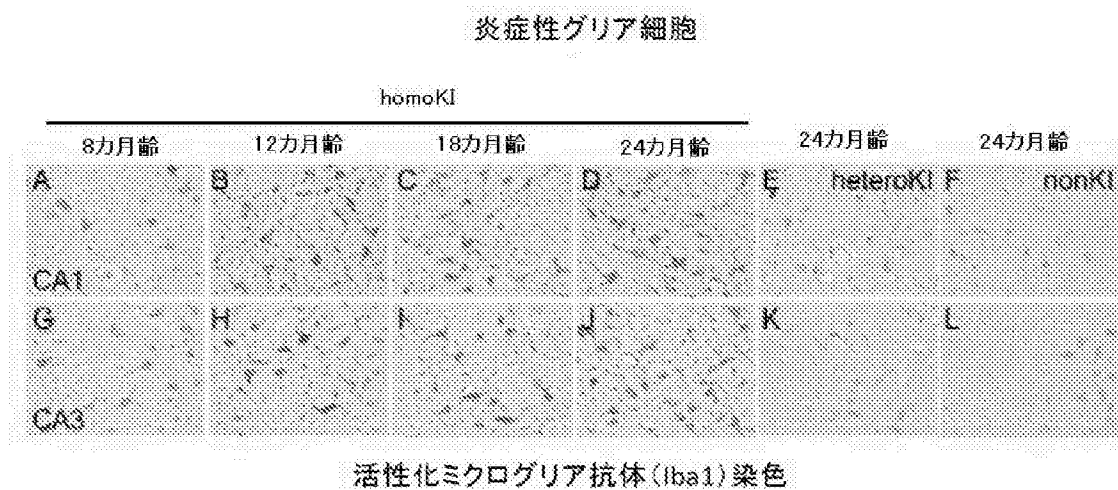 炎症性グリア細胞
homoKI
8カ月齢 12カ月齢 18カ月齢 24カ月齢 24カ月齢 24カ月齢
A B C D E heteroKI F nonKI
CA1
G H I J K L
CA3
活性化ミクログリア抗体(Iba1)染色